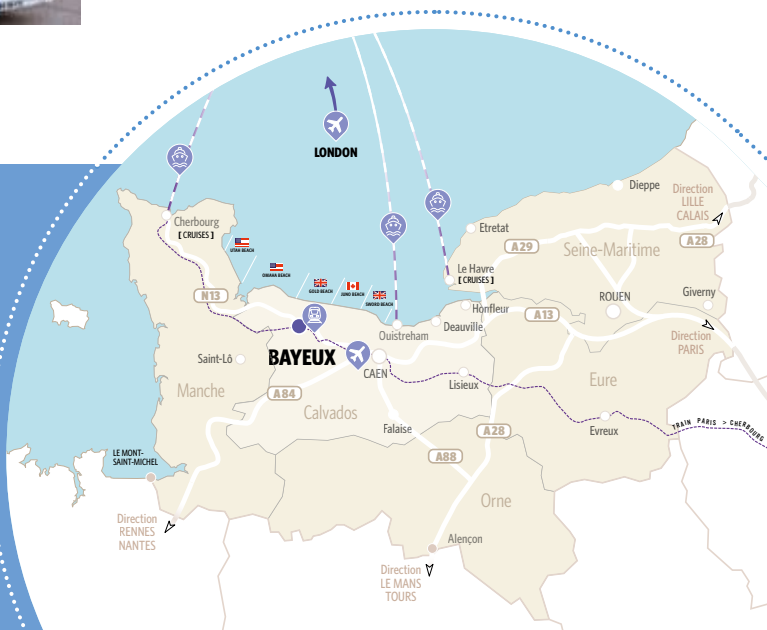 LONDON
Dieppe
Direction
LILLE
CALAIS
Cherbourg
[ CRUISES ]
Etretat
UTAH BEACH
A29
Seine-Maritime
A28
OMAHA BEACH
GOLD BEACH
JUNO BEACH
SWORD BEACH
Le Havre
[ CRUISES ]
N13
ROUEN
Giverny
Honfleur
A13
Deauville
Ouistreham
Direction
PARIS
BAYEUX
Saint-Lô
CAEN
Manche
Lisieux
Eure
A84
Calvados
Falaise
A28
Evreux
TRAIN PARIS > CHERBOURG
LE MONT-
SAINT-MICHEL
A88
Orne
Direction
RENNES
NANTES
Alençon
Direction
LE MANS
TOURS